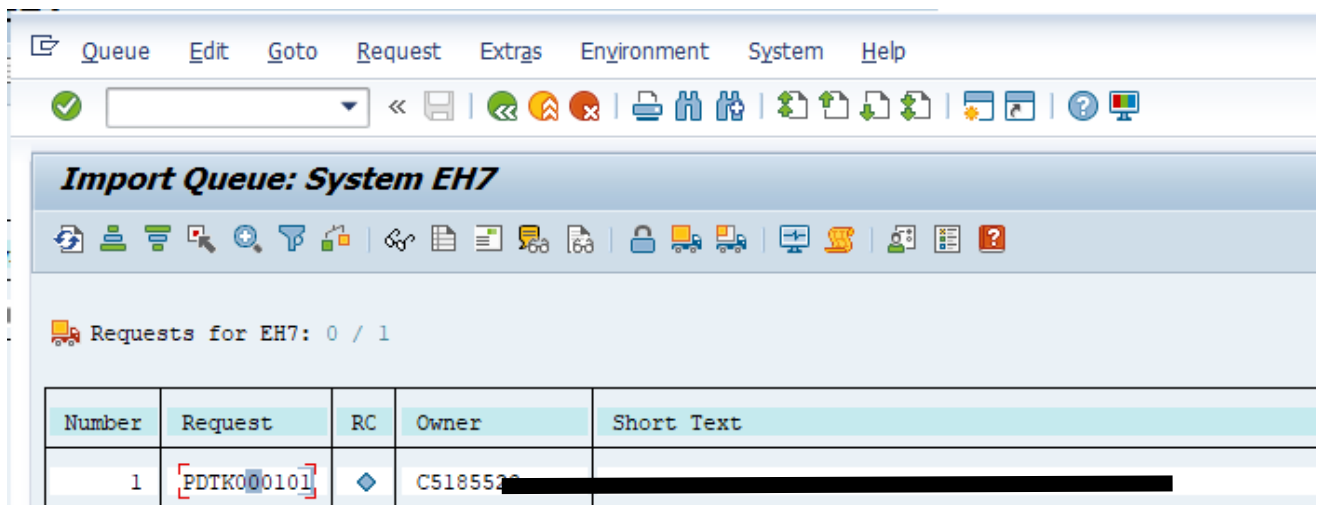 Queue Edit Goto Request Extras Environment System Help
Import Queue: System EH7
Requests for EH7: 0 / 1
Number Request RC Owner Short Text
1 PDTK000101